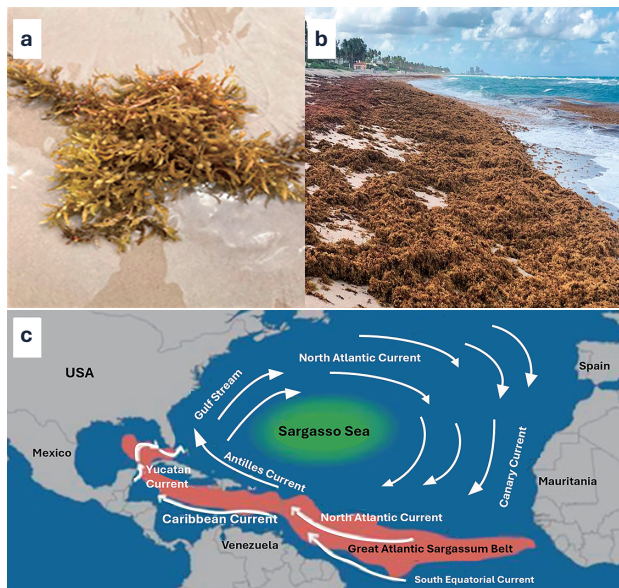 a
b
c
USA
North Atlantic Current
Spain
Gulf Stream
Sargasso Sea
Mexico
Yucatan
Current
Antilles Current
Canary Current
Mauritania
Caribbean Current
North Atlantic Current
Venezuela
Great Atlantic Sargassum Belt
South Equatorial Current